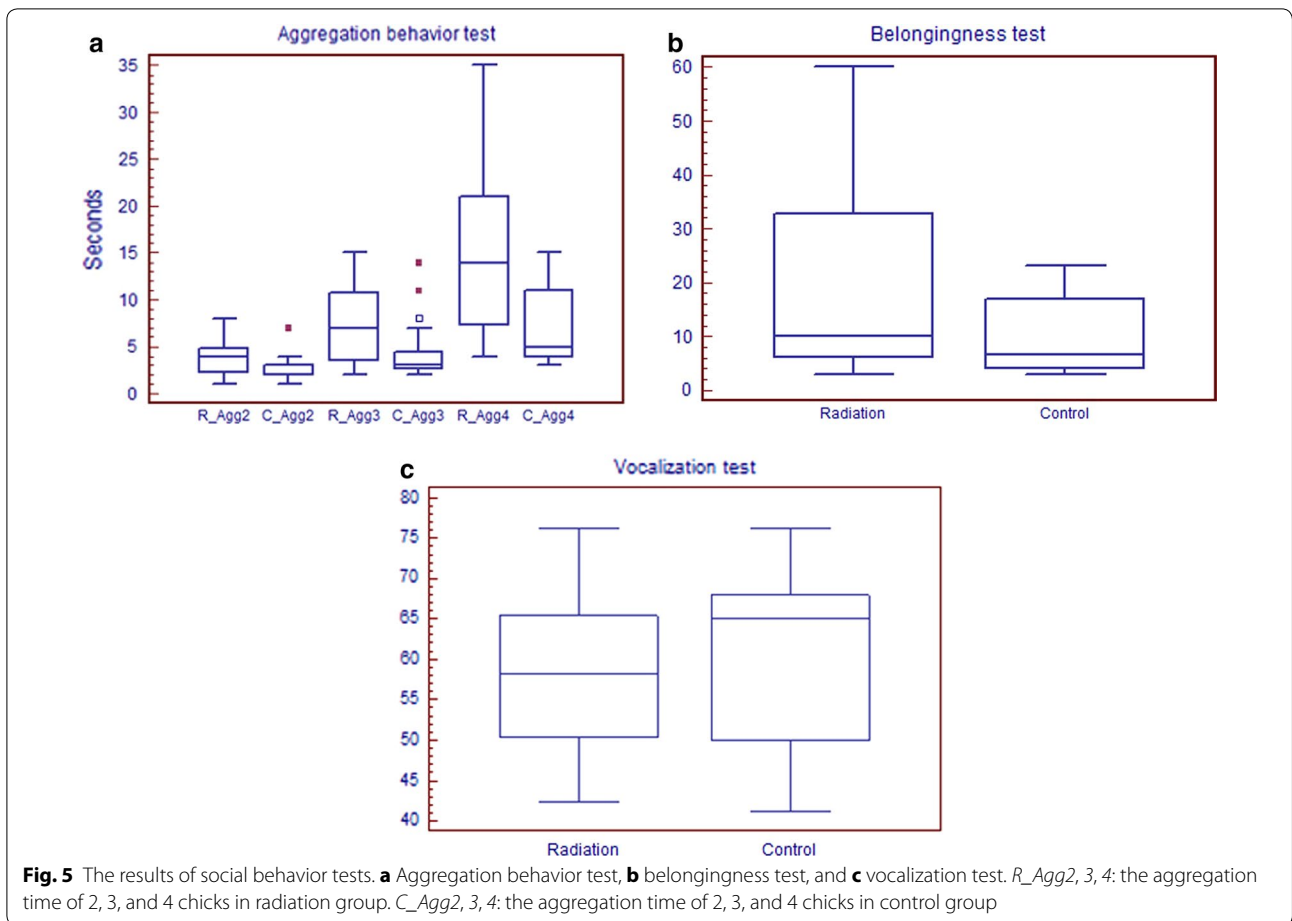 a
Aggregation behavior test
Seconds
35
30
25
20
15
10
5
0
R_Agg2 C_Agg2 R_Agg3 C_Agg3 R_Agg4 C_Agg4
b
Belongingness test
60
50
40
30
20
10
0
Radiation Control
c
Vocalization test
80
75
70
65
60
55
50
45
40
Radiation Control
Fig. 5 The results of social behavior tests. a Aggregation behavior test, b belongingness test, and c vocalization test. R_Agg2, 3, 4: the aggregation
time of 2, 3, and 4 chicks in radiation group. C_Agg2, 3, 4: the aggregation time of 2, 3, and 4 chicks in control group